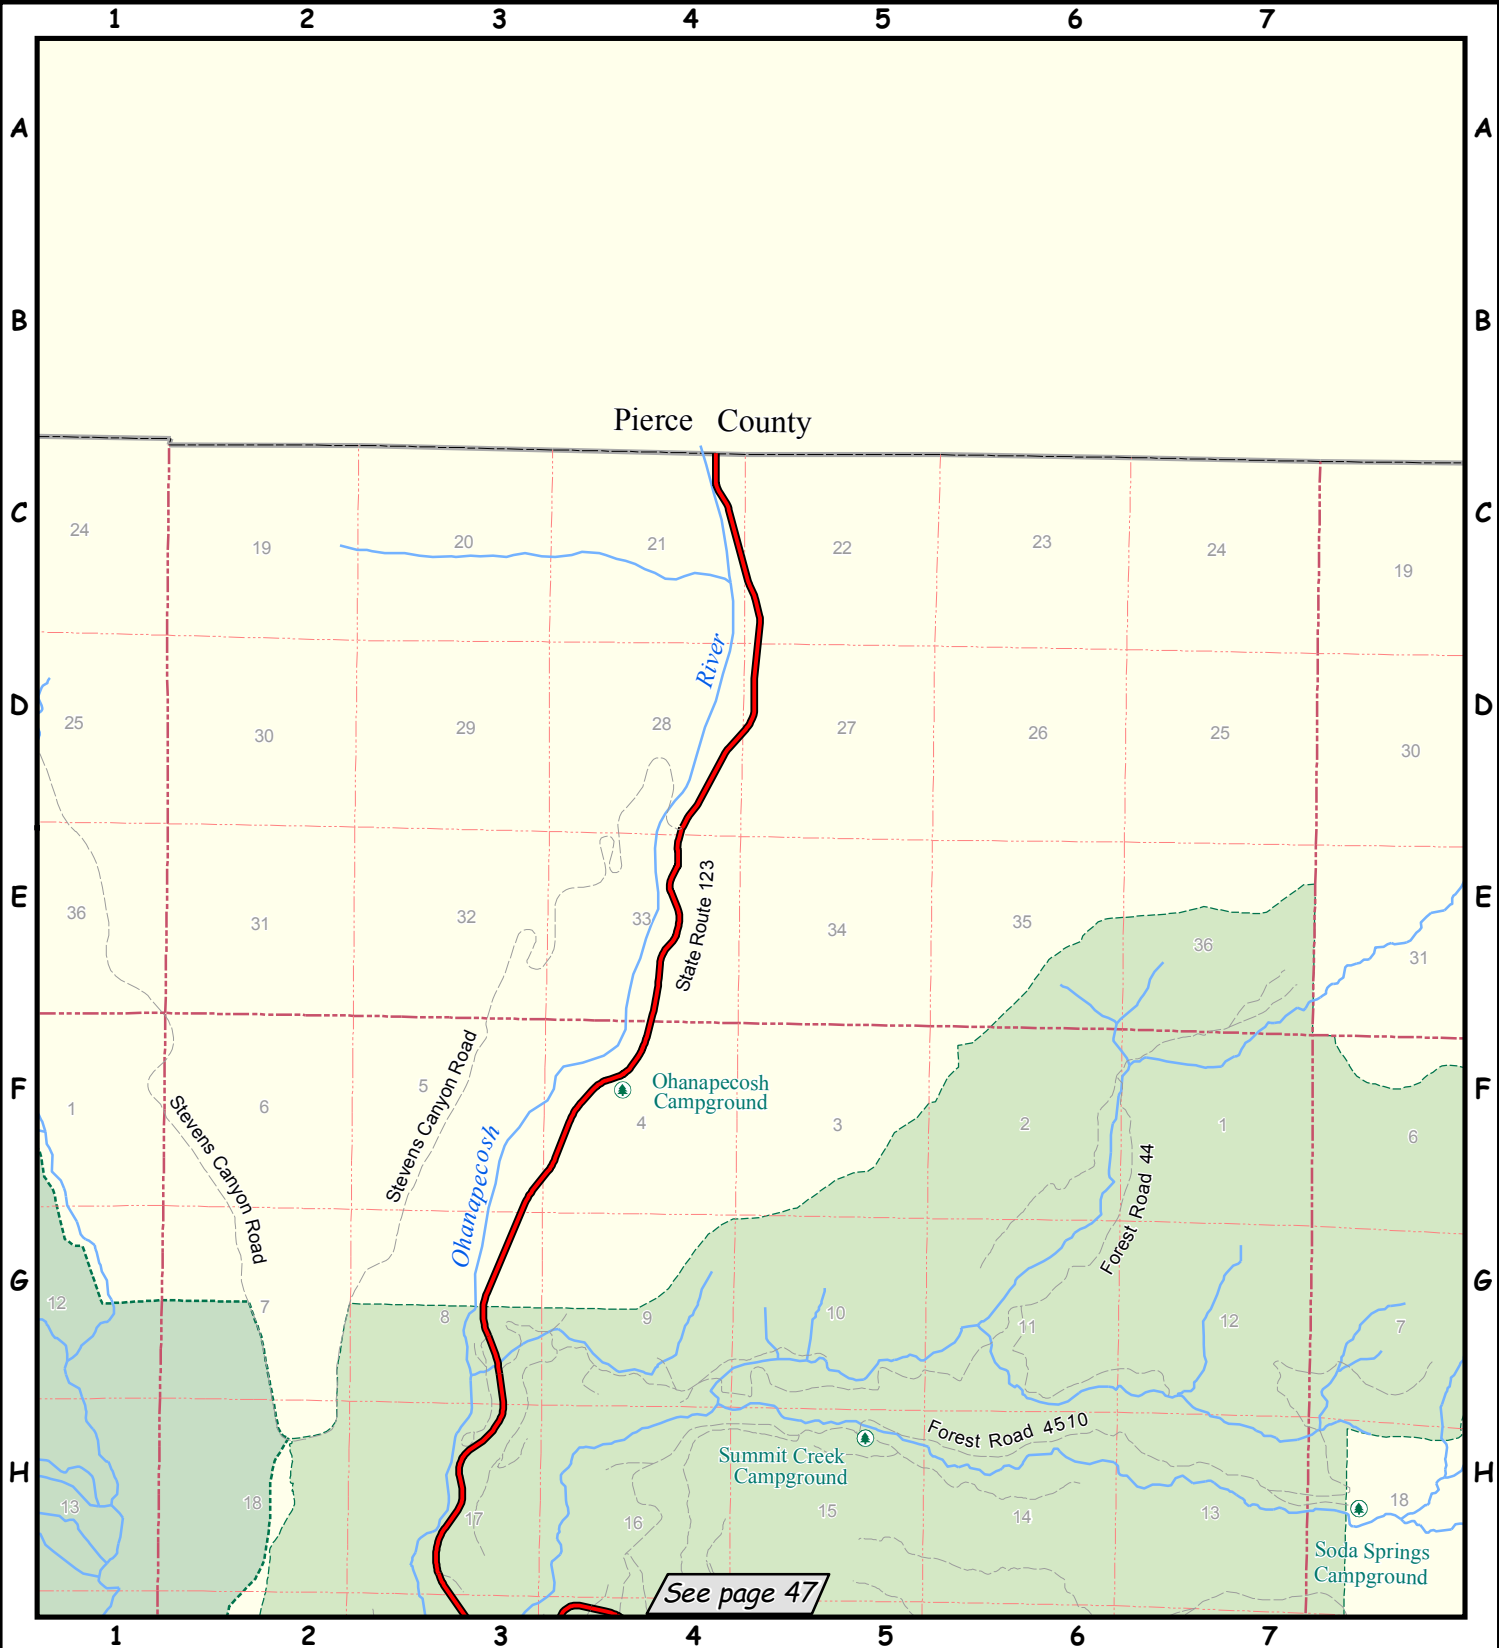 1 2 3 4 5 6 7
A A
B B
Pierce County
C C
24 19 20 21 22 23 24 19
River
D D
25 30 29 28 27 26 25 30
State Route 123
E E
36 31 32 33 34 35 36 31
Stevens Canyon Road
Stevens Canyon Road
Ohanapecosh
Ohanapecosh
Campground
F F
1 6 5 4 3 2 1 6
Forest Road 44
G G
12 7 8 9 10 11 12 7
Forest Road 4510
Summit Creek
Campground
H H
13 18 17 16 15 14 13 18
Soda Springs
Campground
See page 47
1 2 3 4 5 6 7